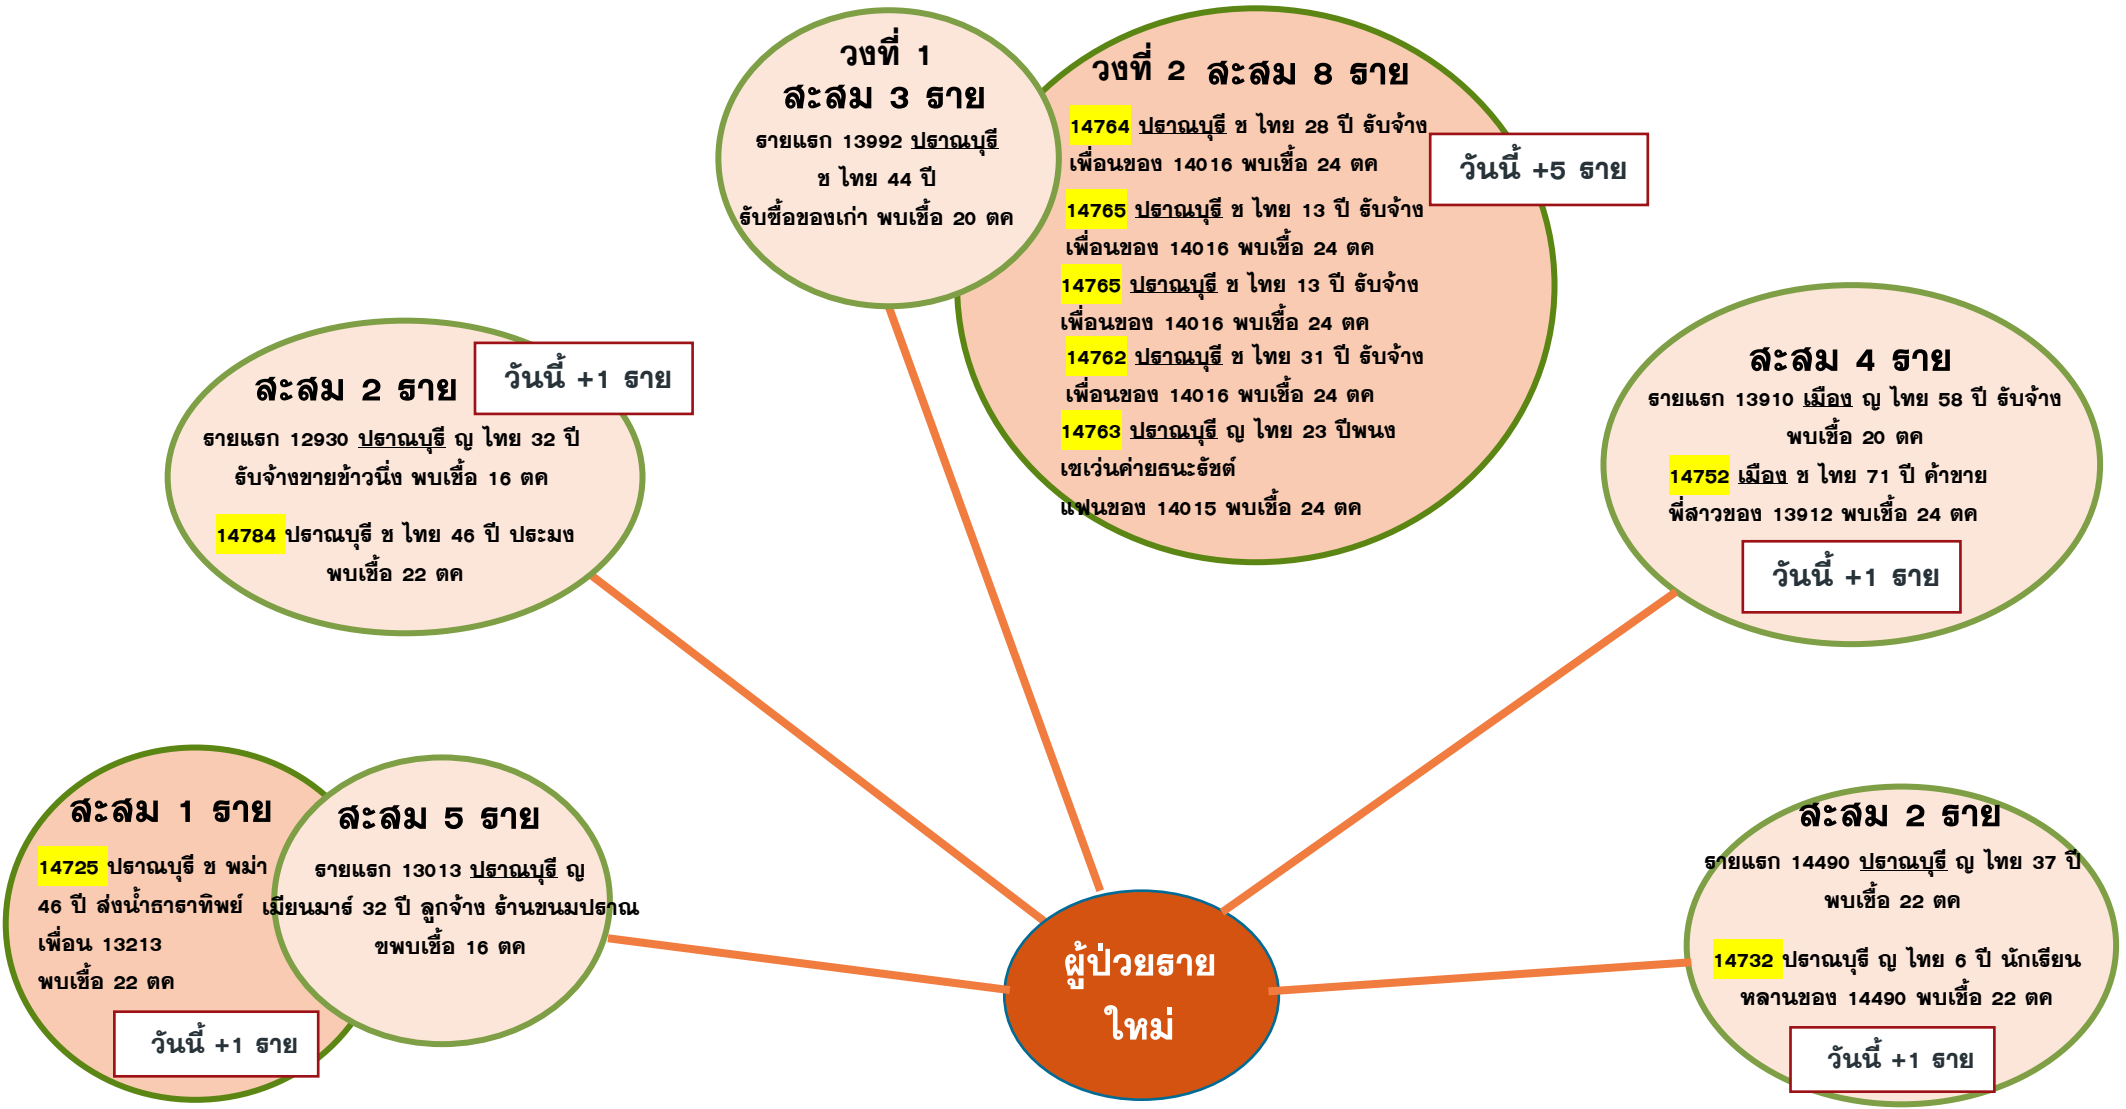 วงที่ 1
สะสม 3 ราย
รายแรก 13992 ปราณบุรี
ช ไทย 44 ปี
รับซื้อของเก่า พบเชื้อ 20 ตค
วงที่ 2 สะสม 8 ราย
14764 ปราณบุรี ช ไทย 28 ปี รับจ้าง
เพื่อนของ 14016 พบเชื้อ 24 ตค
14765 ปราณบุรี ช ไทย 13 ปี รับจ้าง
เพื่อนของ 14016 พบเชื้อ 24 ตค
14765 ปราณบุรี ช ไทย 13 ปี รับจ้าง
เพื่อนของ 14016 พบเชื้อ 24 ตค
14762 ปราณบุรี ช ไทย 31 ปี รับจ้าง
เพื่อนของ 14016 พบเชื้อ 24 ตค
14763 ปราณบุรี ญ ไทย 23 ปีพนง
เซเว่นค่ายธนะรัชต์
แฟนของ 14015 พบเชื้อ 24 ตค
วันนี้ +5 ราย
สะสม 2 ราย
วันนี้ +1 ราย
รายแรก 12930 ปราณบุรี ญ ไทย 32 ปี
รับจ้างขายข้าวนึ่ง พบเชื้อ 16 ตค
14784 ปราณบุรี ช ไทย 46 ปี ประมง
พบเชื้อ 22 ตค
สะสม 4 ราย
รายแรก 13910 เมือง ญ ไทย 58 ปี รับจ้าง
พบเชื้อ 20 ตค
14752 เมือง ช ไทย 71 ปี ค้าขาย
พี่สาวของ 13912 พบเชื้อ 24 ตค
วันนี้ +1 ราย
สะสม 1 ราย
14725 ปราณบุรี ช พม่า
46 ปี ส่งน้ำธาราทิพย์
เพื่อน 13213
พบเชื้อ 22 ตค
วันนี้ +1 ราย
สะสม 5 ราย
รายแรก 13013 ปราณบุรี ญ
เมียนมาร์ 32 ปี ลูกจ้าง ร้านขนมปราณ
ขพบเชื้อ 16 ตค
ผู้ป่วยราย
ใหม่
สะสม 2 ราย
รายแรก 14490 ปราณบุรี ญ ไทย 37 ปี
พบเชื้อ 22 ตค
14732 ปราณบุรี ญ ไทย 6 ปี นักเรียน
หลานของ 14490 พบเชื้อ 22 ตค
วันนี้ +1 ราย